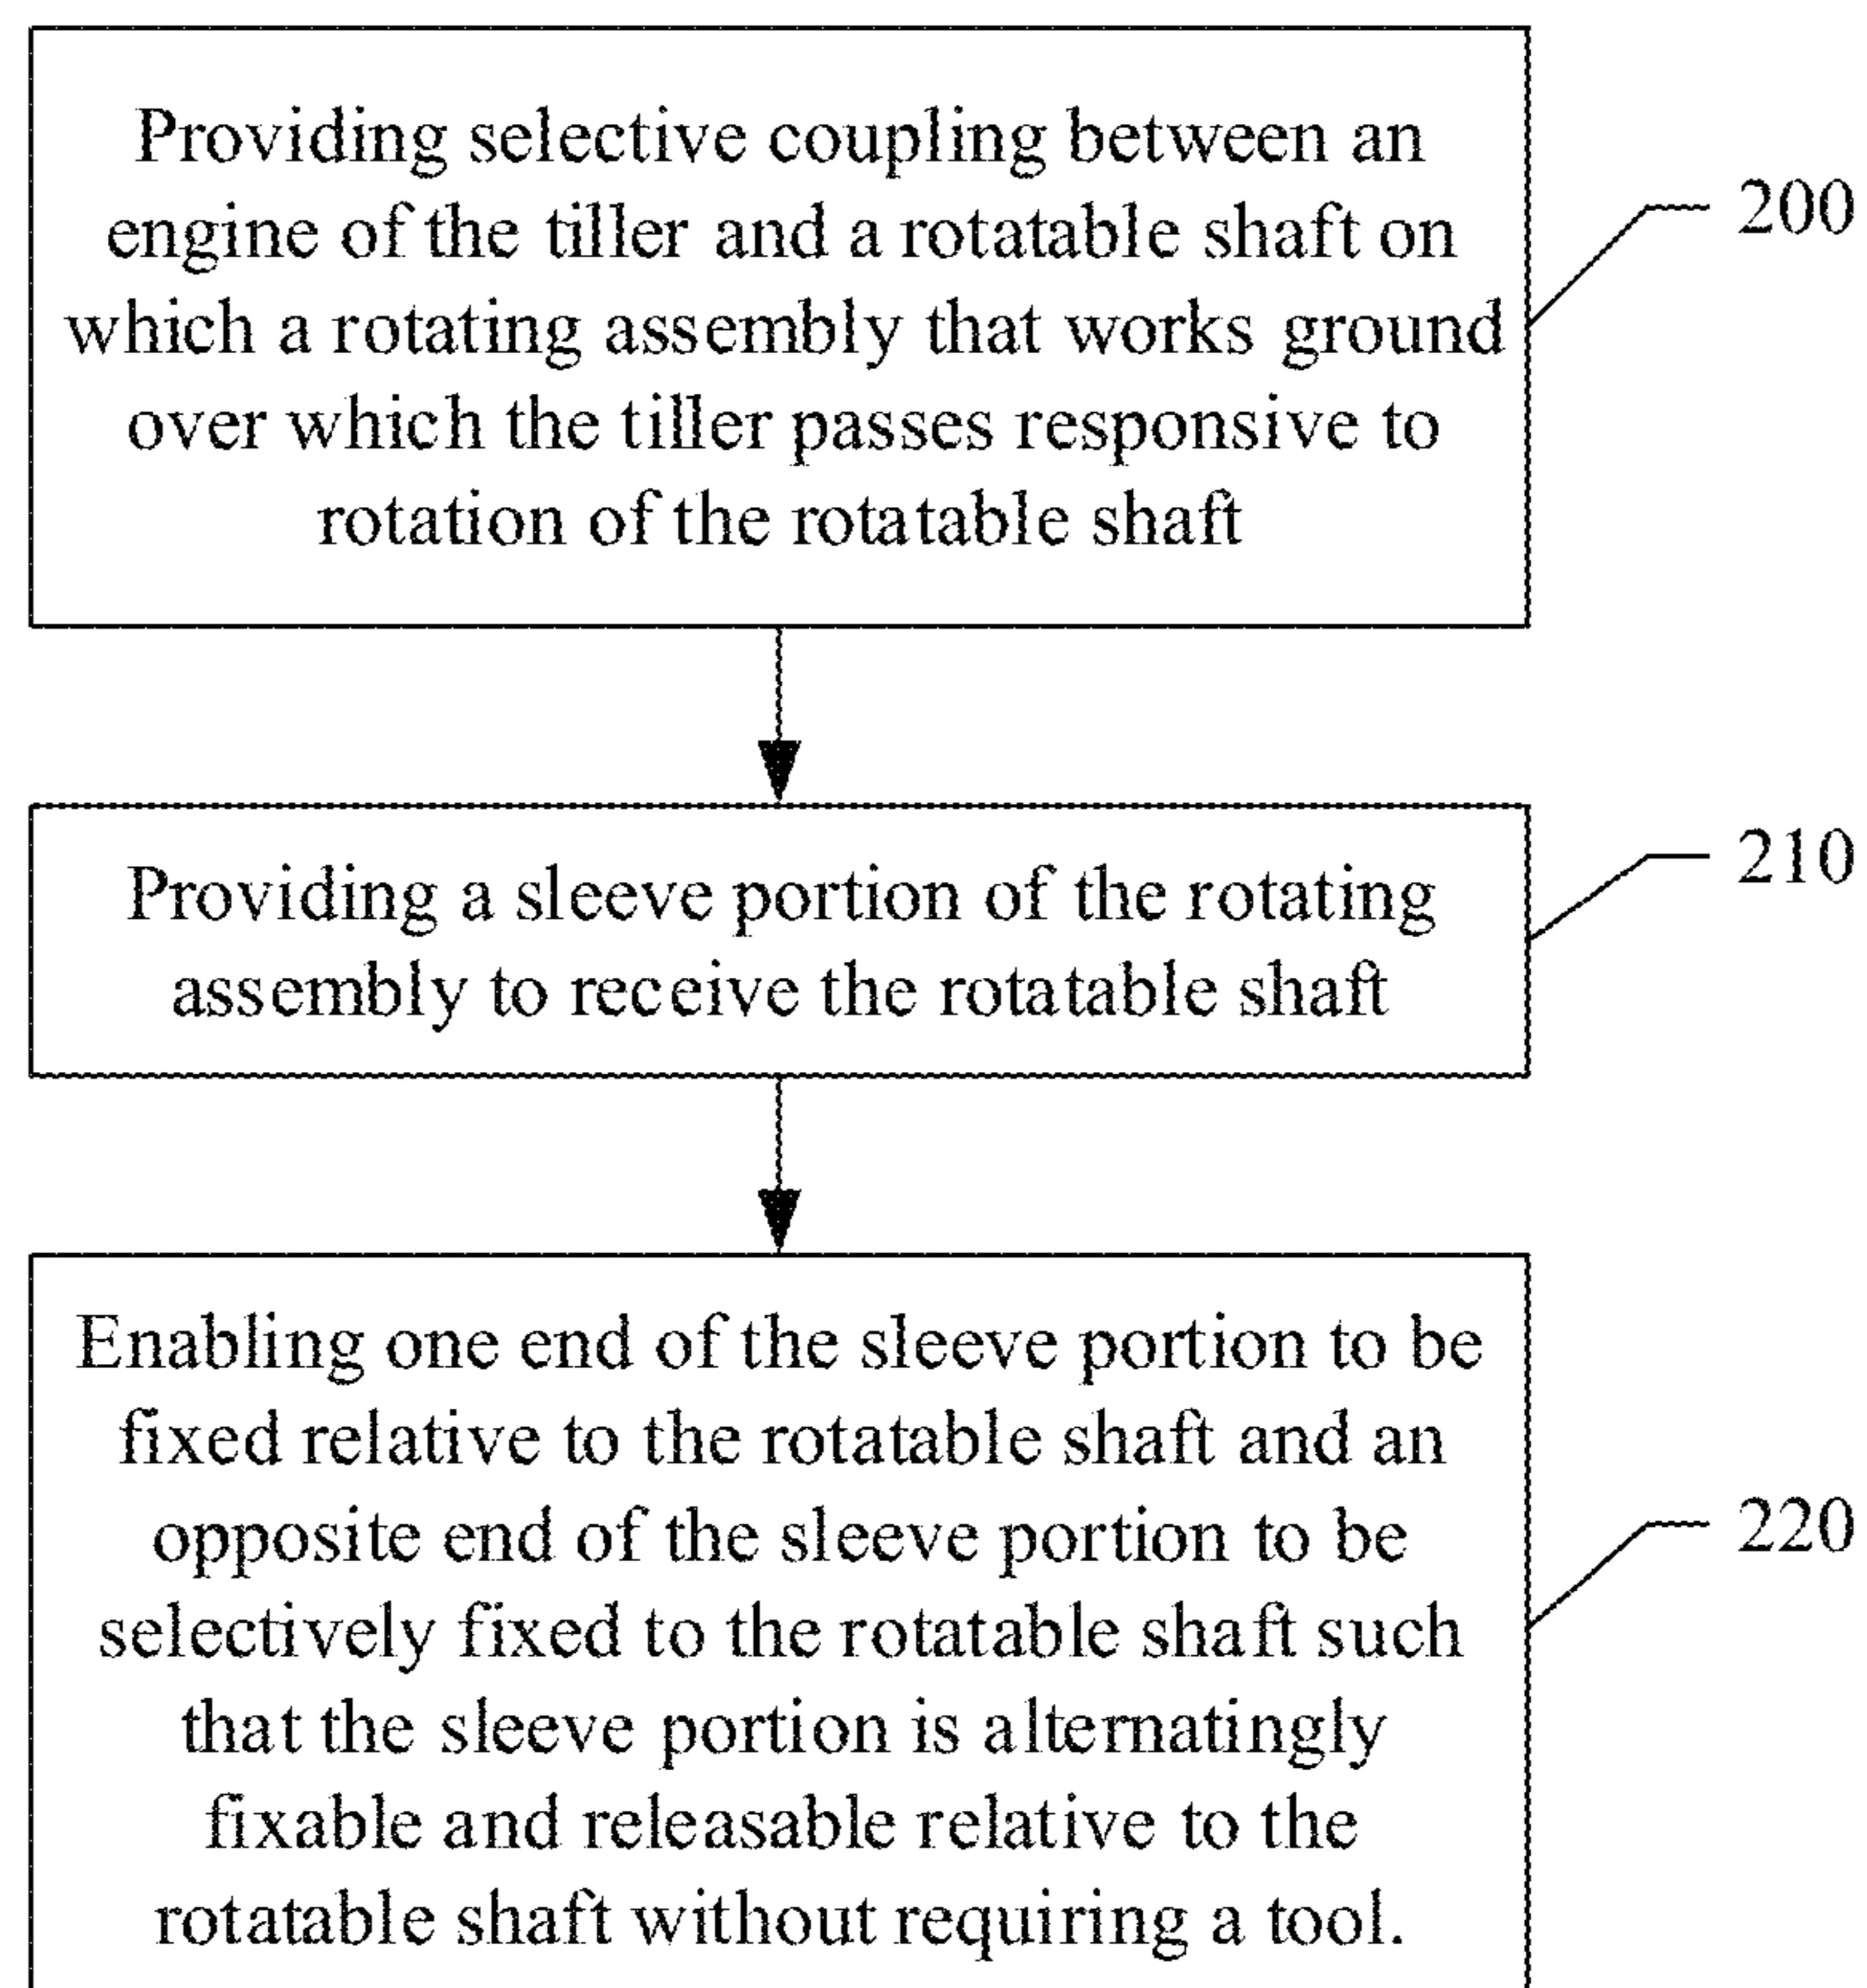 Providing selective coupling between an
engine of the tiller and a rotatable shaft on
which a rotating assembly that works ground
over which the tiller passes responsive to
rotation of the rotatable shaft
200
Providing a sleeve portion of the rotating
assembly to receive the rotatable shaft
210
Enabling one end of the sleeve portion to be
fixed relative to the rotatable shaft and an
opposite end of the sleeve portion to be
selectively fixed to the rotatable shaft such
that the sleeve portion is alternatingly
fixable and releasable relative to the
rotatable shaft without requiring a tool.
220